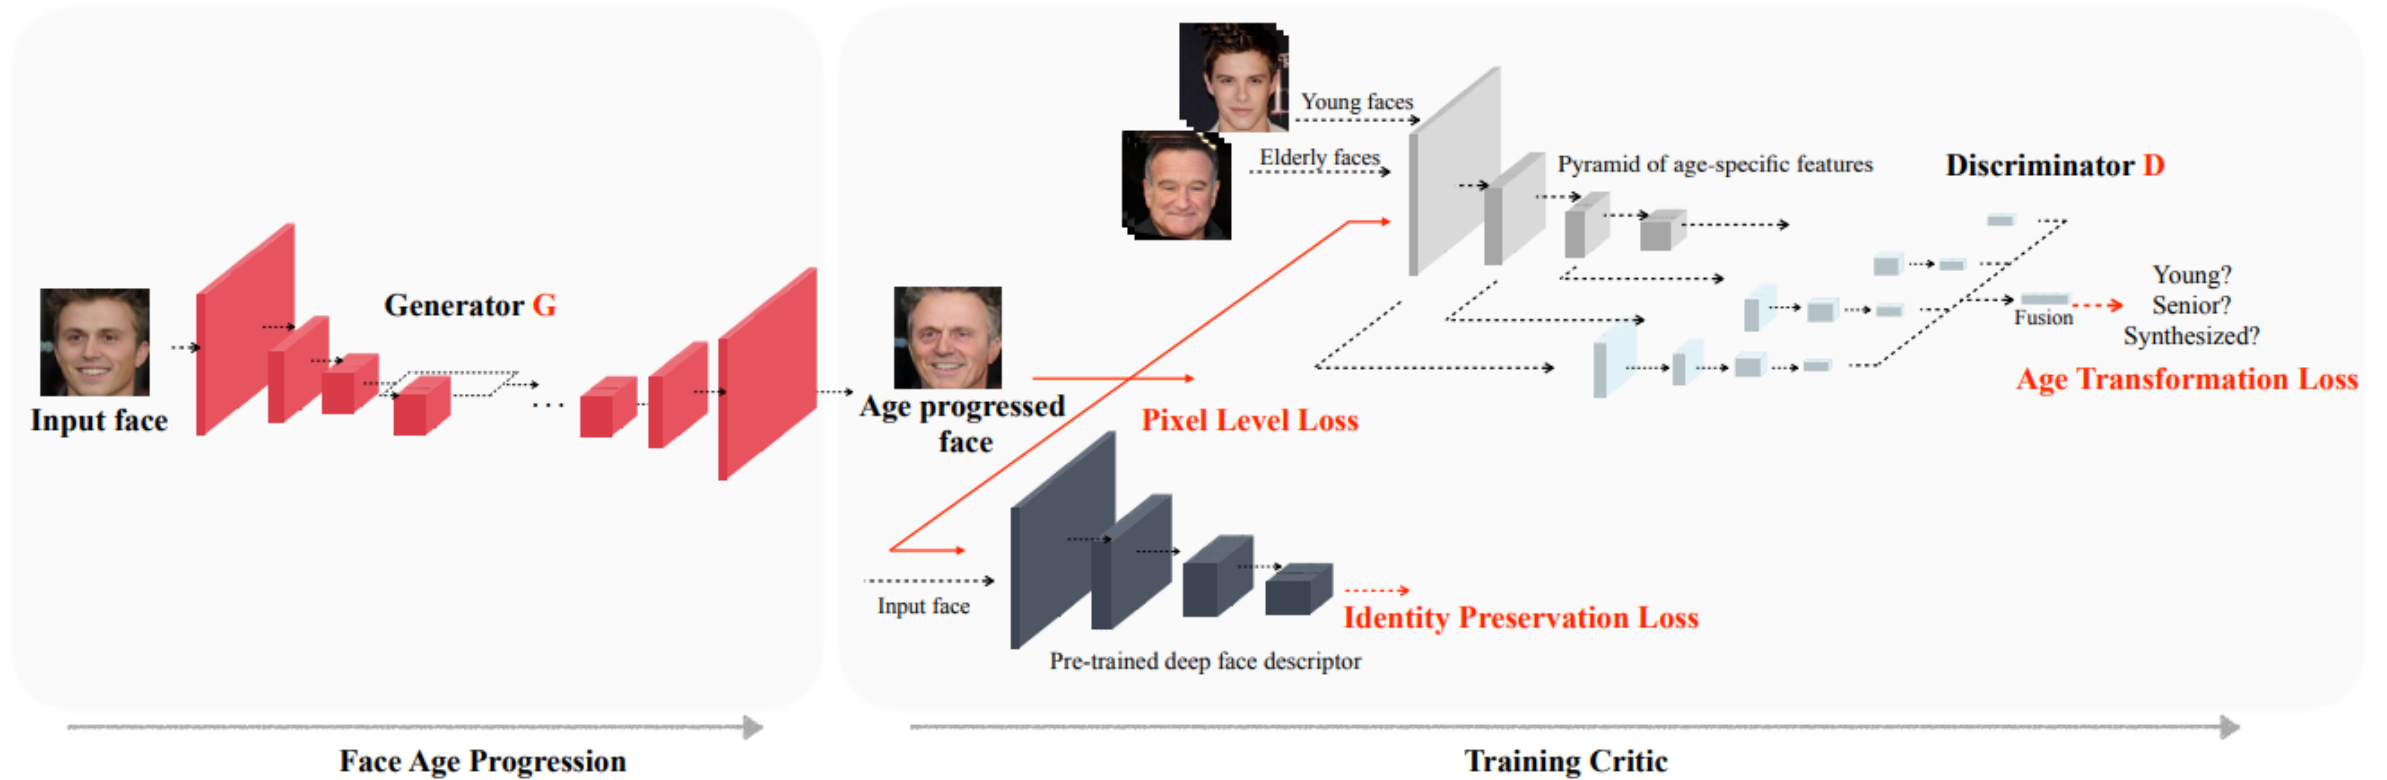 Input face
Generator G
Age progressed
face
Young faces
Elderly faces
Pyramid of age-specific features
Discriminator D
Young?
Senior?
Synthesized?
Fusion
Age Transformation Loss
Pixel Level Loss
Input face
Identity Preservation Loss
Pre-trained deep face descriptor
Face Age Progression
Training Critic